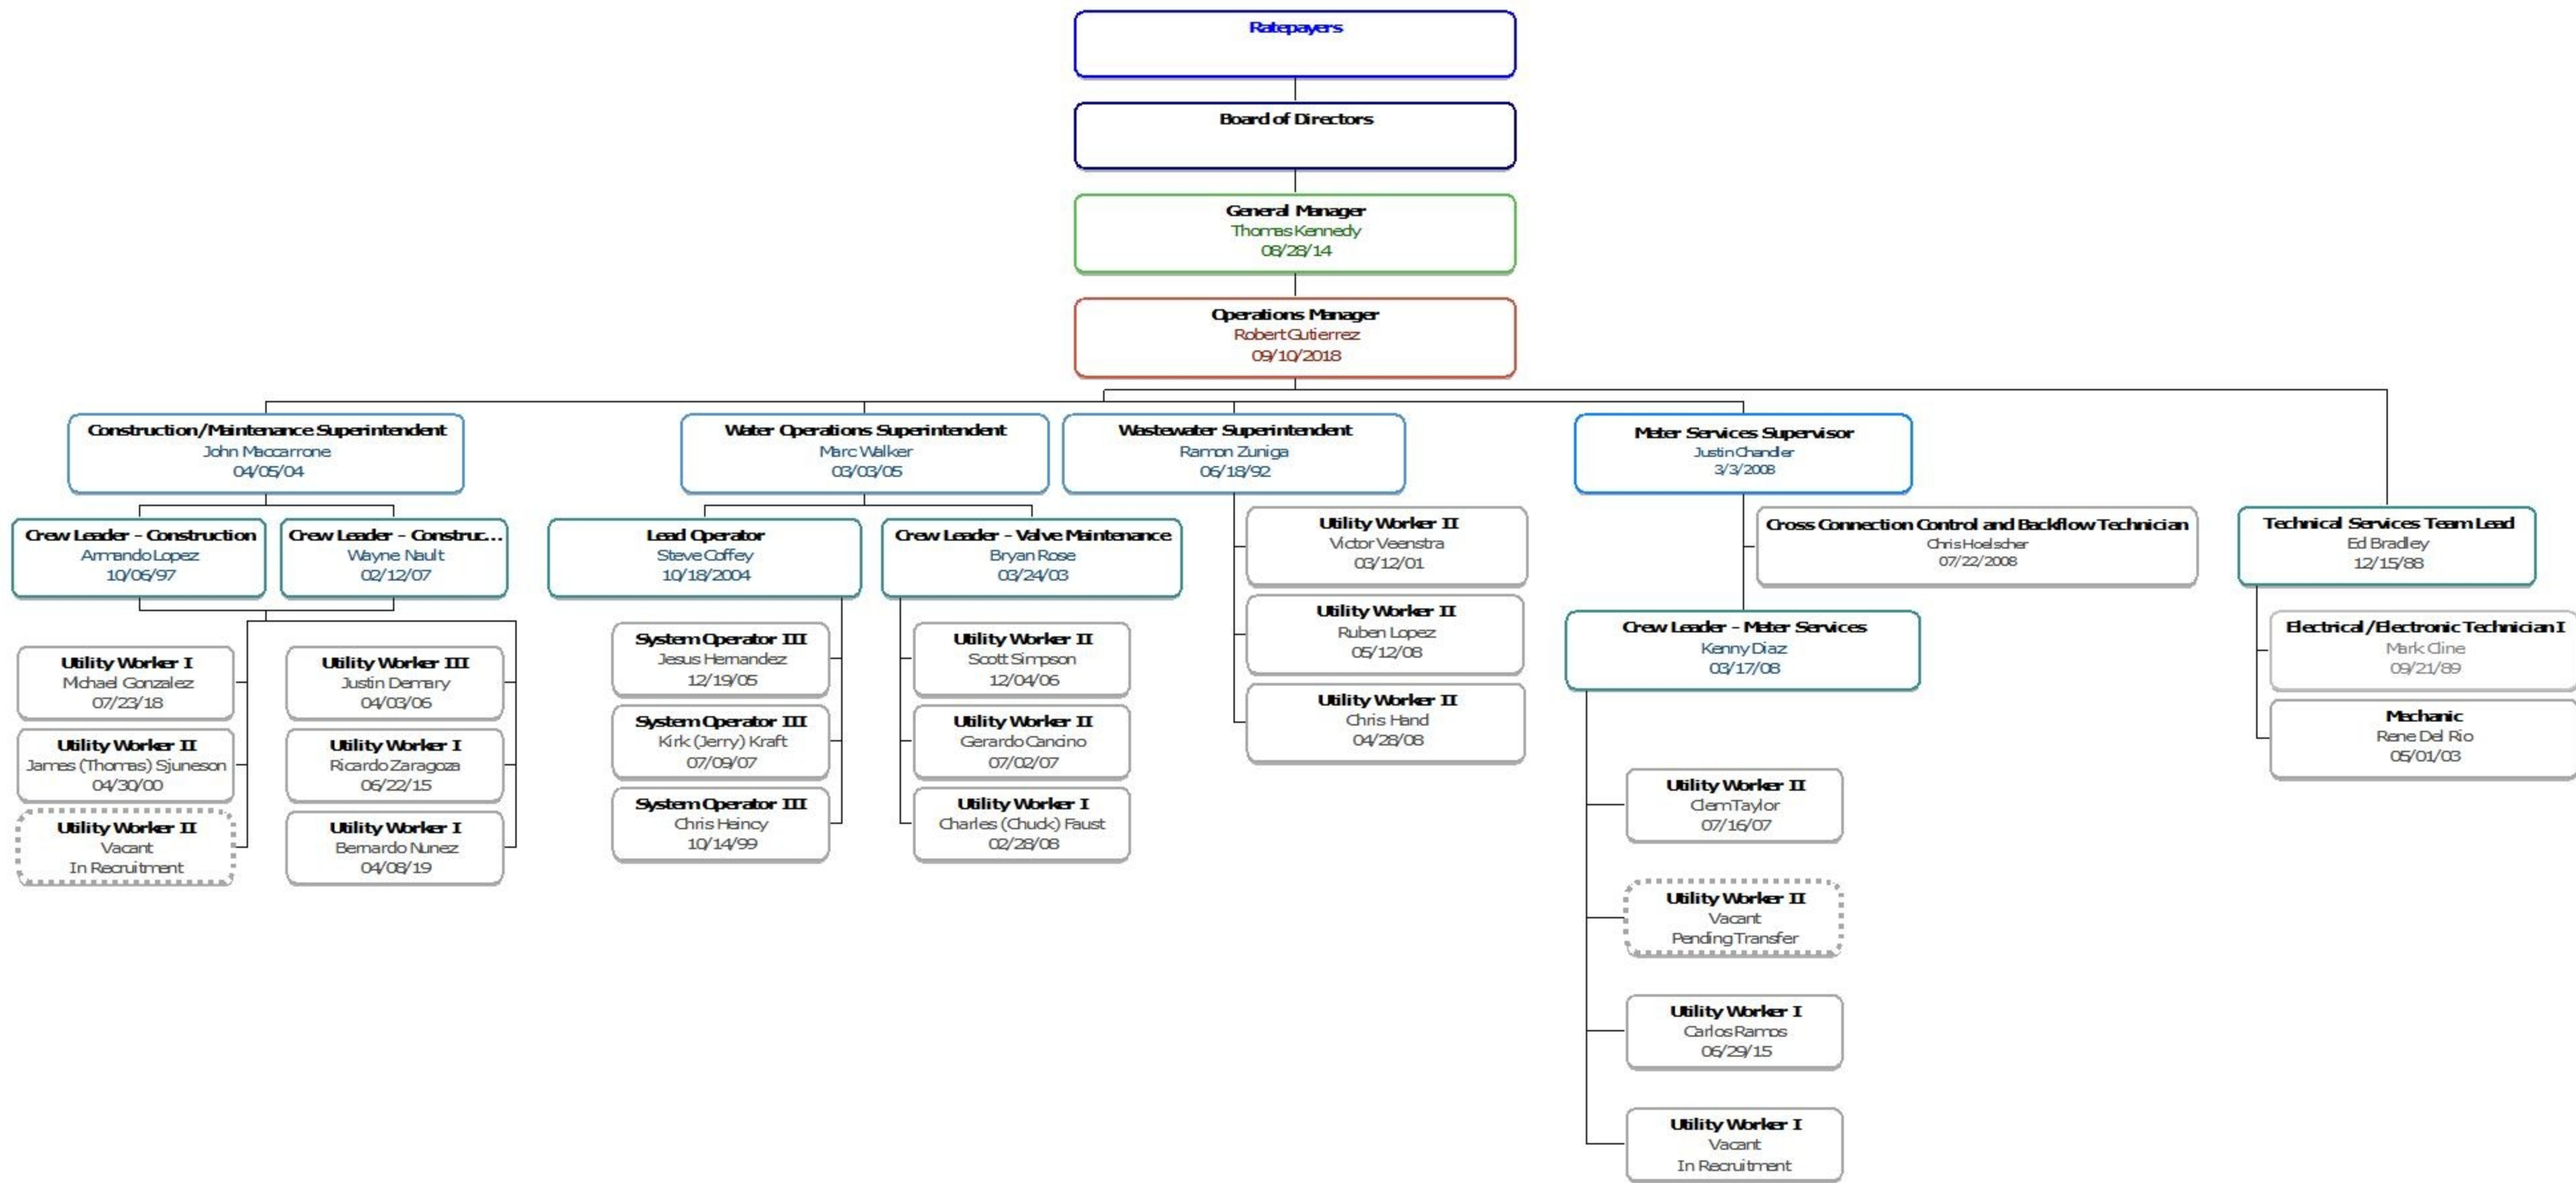 Ratepayers
Board of Directors
General Manager
Thomas Kennedy
08/28/14
Operations Manager
Robert Gutierrez
09/10/2018
Construction/Maintenance Superintendent
John Maccarrone
04/05/04
Water Operations Superintendent
Marc Walker
03/03/05
Wastewater Superintendent
Ramon Zuniga
06/18/92
Meter Services Supervisor
Justin Chandler
3/3/2008
Crew Leader - Construction
Armando Lopez
10/06/97
Crew Leader - Construc...
Wayne Nault
02/12/07
Lead Operator
Steve Coffey
10/18/2004
Crew Leader - Valve Maintenance
Bryan Rose
03/24/03
Utility Worker II
Victor Veenstra
03/12/01
Cross Connection Control and Backflow Technician
Chris Hoelscher
07/22/2008
Technical Services Team Lead
Ed Bradley
12/15/88
Utility Worker II
Ruben Lopez
05/12/08
Utility Worker II
Chris Hand
04/28/08
Crew Leader - Meter Services
Kenny Diaz
03/17/08
Electrical/Electronic Technician I
Mark Cline
09/21/89
Mechanic
Rene Del Rio
05/01/03
Utility Worker I
Michael Gonzalez
07/23/18
Utility Worker II
James (Thomas) Sjuneson
04/30/00
Utility Worker II
Vacant
In Recruitment
Utility Worker III
Justin Demary
04/03/06
Utility Worker I
Ricardo Zaragoza
06/22/15
Utility Worker I
Bernardo Nunez
04/08/19
System Operator III
Jesus Hernandez
12/19/05
System Operator III
Kirk (Jerry) Kraft
07/09/07
System Operator III
Chris Heincy
10/14/99
Utility Worker II
Scott Simpson
12/04/06
Utility Worker II
Gerardo Cancino
07/02/07
Utility Worker I
Charles (Chuck) Faust
02/28/08
Utility Worker II
Clem Taylor
07/16/07
Utility Worker II
Vacant
Pending Transfer
Utility Worker I
Carlos Ramos
06/29/15
Utility Worker I
Vacant
In Recruitment